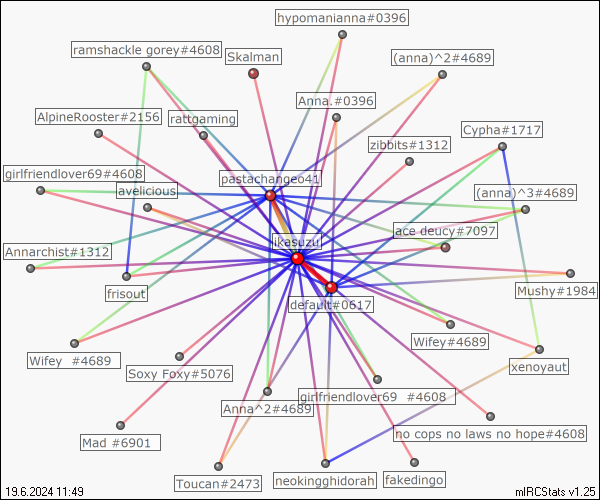 hypomanianna#0396
ramshackle gorey#4608
Skalman
(anna)^2#4689
Anna.#0396
AlpineRooster#2156
rattgaming
Cypha#1717
zibbits#1312
girlfriendlover69#4608
pastachangeo41
avelicious
(anna)^3#4689
ace deucy#7097
ikasuzu
Annarchist#1312
frisout
Mushy#1984
default#0617
Wifey#4689
Wifey  #4689
Soxy Foxy#5076
xenoyaut
girlfriendlover69  #4608
Anna^2#4689
no cops no laws no hope#4608
Mad #6901
Toucan#2473
neokingghidorah
fakedingo
19.6.2024 11:49
mIRCStats v1.25